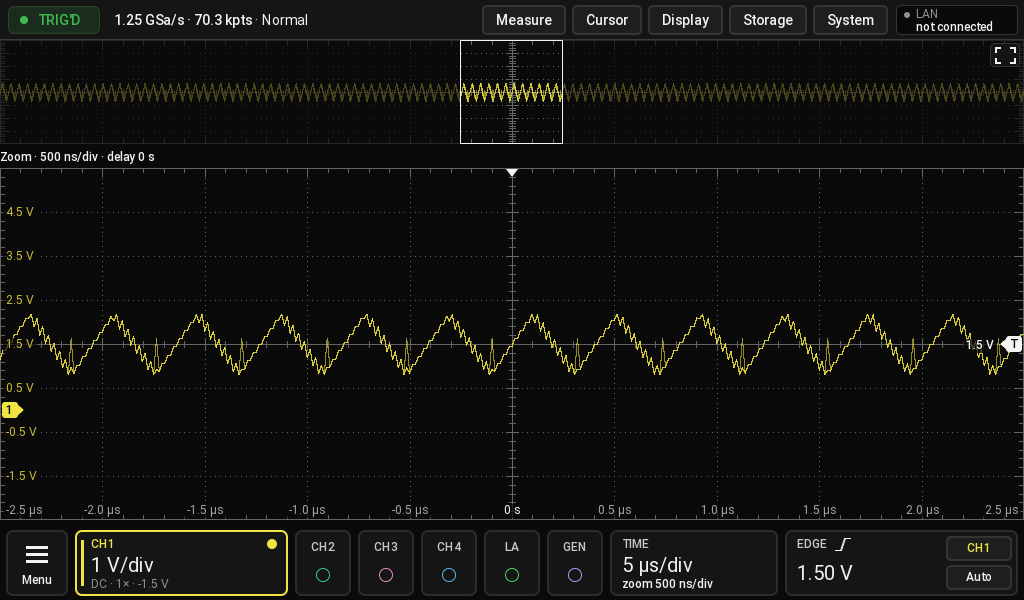 TRIG'D
1.25 GSa/s · 70.3 kpts · Normal
Measure
Cursor
Display
Storage
System
LAN
not connected
Zoom · 500 ns/div · delay 0 s
4.5 V
3.5 V
2.5 V
1.5 V
0.5 V
-0.5 V
-1.5 V
1
1.5 V
T
-2.5 µs
-2.0 µs
-1.5 µs
-1.0 µs
-0.5 µs
0 s
0.5 µs
1.0 µs
1.5 µs
2.0 µs
2.5 µs
Menu
CH1
1 V/div
DC · 1× · -1.5 V
CH2
CH3
CH4
LA
GEN
TIME
5 µs/div
zoom 500 ns/div
EDGE
1.50 V
CH1
Auto